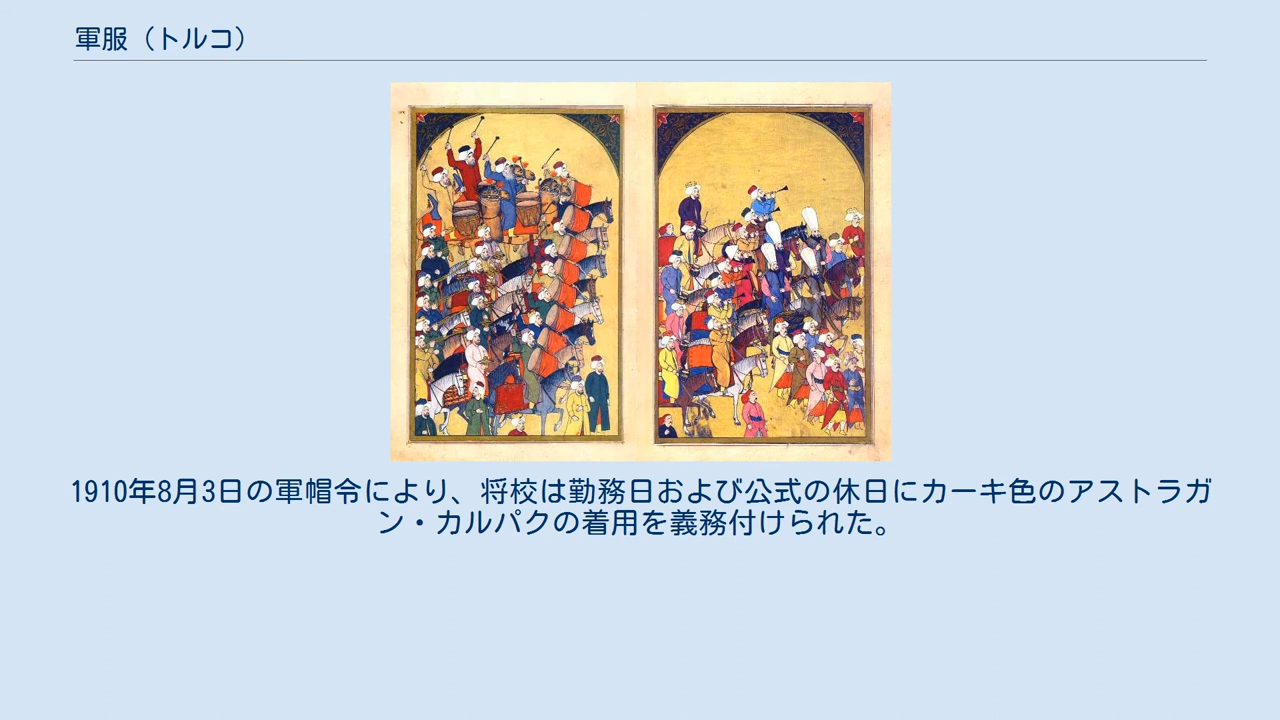 軍服（トルコ）
1910年8月3日の軍帽令により、将校は勤務日および公式の休日にカーキ色のアストラガ
ン・カルパクの着用を義務付けられた。